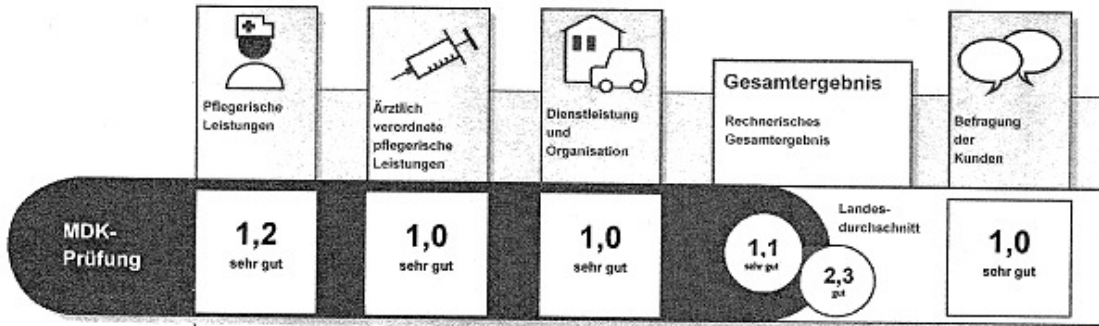 Pflegerische
Leistungen
Ärztlich
verordnete
pflegerische
Leistungen
Dienstleistung
und
Organisation
Gesamtergebnis
Rechnerisches
Gesamtergebnis
Befragung
der
Kunden
MDK-
Prüfung
1,2
sehr gut
1,0
sehr gut
1,0
sehr gut
1,1
sehr gut
Landes-
durchschnitt
2,3
gut
1,0
sehr gut